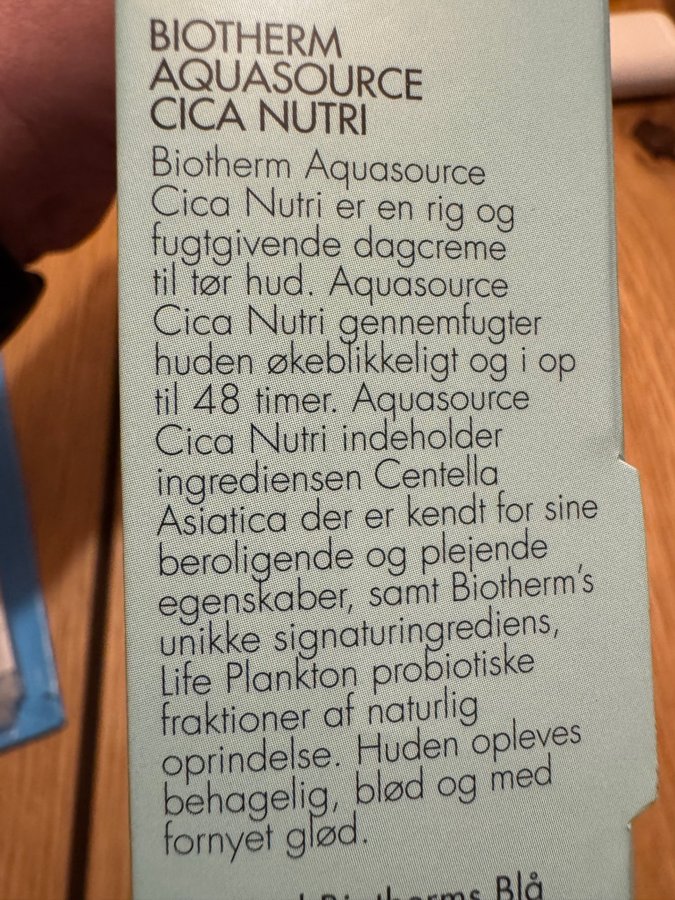 BIOTHERM
AQUASOURCE
CICA NUTRI
Biotherm Aquasource
Cica Nutri er en rig og
fugtgivende dagcreme
til tør hud. Aquasource
Cica Nutri gennemfugter
huden økeblikkeligt og i op
til 48 timer. Aquasource
Cica Nutri indeholder
ingrediensen Centella
Asiatica der er kendt for sine
beroligende og plejende
egenskaber, samt Biotherm's
unikke signaturingrediens,
Life Plankton probiotiske
fraktioner af naturlig
oprindelse. Huden opleves
behagelig, blød og med
fornyet glød.
Biotherms Blå